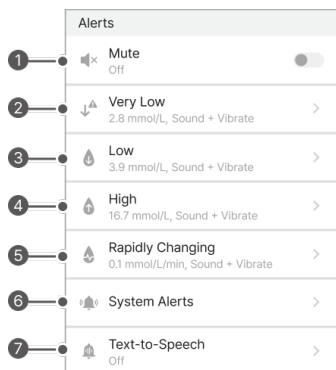 Alerts
1 Mute
Off
2 Very Low
2.8 mmol/L, Sound + Vibrate
3 Low
3.9 mmol/L, Sound + Vibrate
4 High
16.7 mmol/L, Sound + Vibrate
5 Rapidly Changing
0.1 mmol/L/min, Sound + Vibrate
6 System Alerts
7 Text-to-Speech
Off